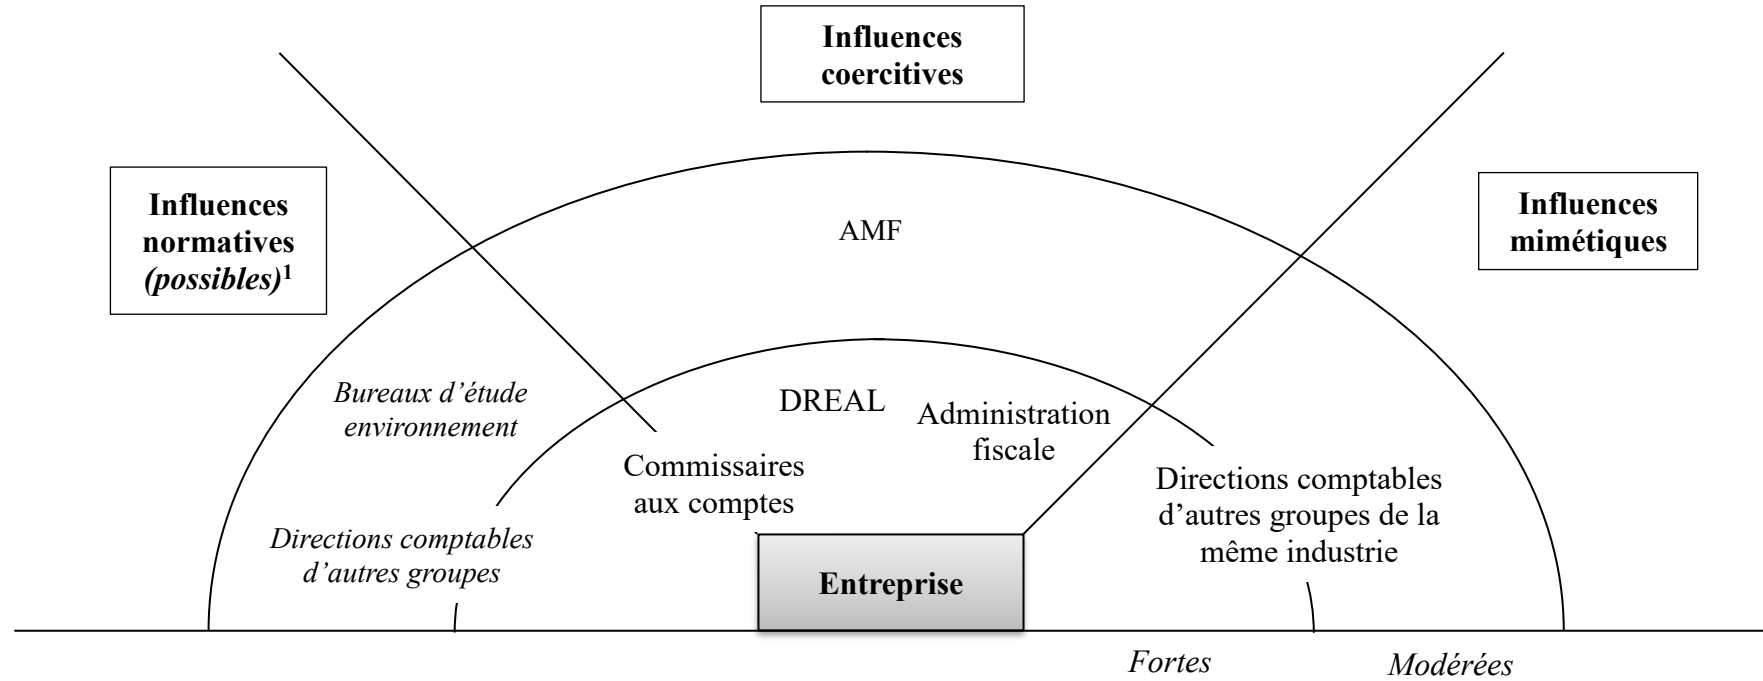 Influences
coercitives
Influences
normatives
(possibles)1
Influences
mimétiques
AMF
Bureaux d’étude
environnement
DREAL
Administration
fiscale
Commissaires
aux comptes
Directions comptables
d’autres groupes de la
même industrie
Directions comptables
d’autres groupes
Entreprise
Fortes
Modérées